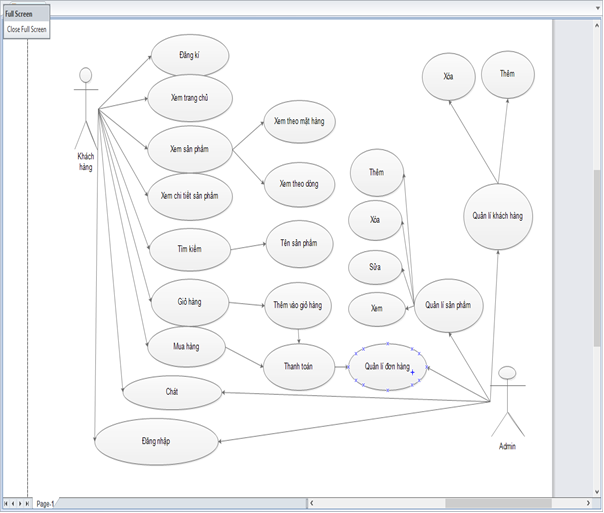 Full Screen
Close Full Screen
Đăng kí
Xem trang chủ
Xem sản phẩm
Xem chi tiết sản phẩm
Tìm kiếm
Giỏ hàng
Mua hàng
Chát
Đăng nhập
Khách
hàng
Xem theo mặt hàng
Xem theo dòng
Tên sản phẩm
Thêm vào giỏ hàng
Thanh toán
Quản lí đơn hàng
Thêm
Xóa
Sửa
Xem
Quản lí sản phẩm
Xóa
Thêm
Quản lí khách hàng
Admin
Page-1